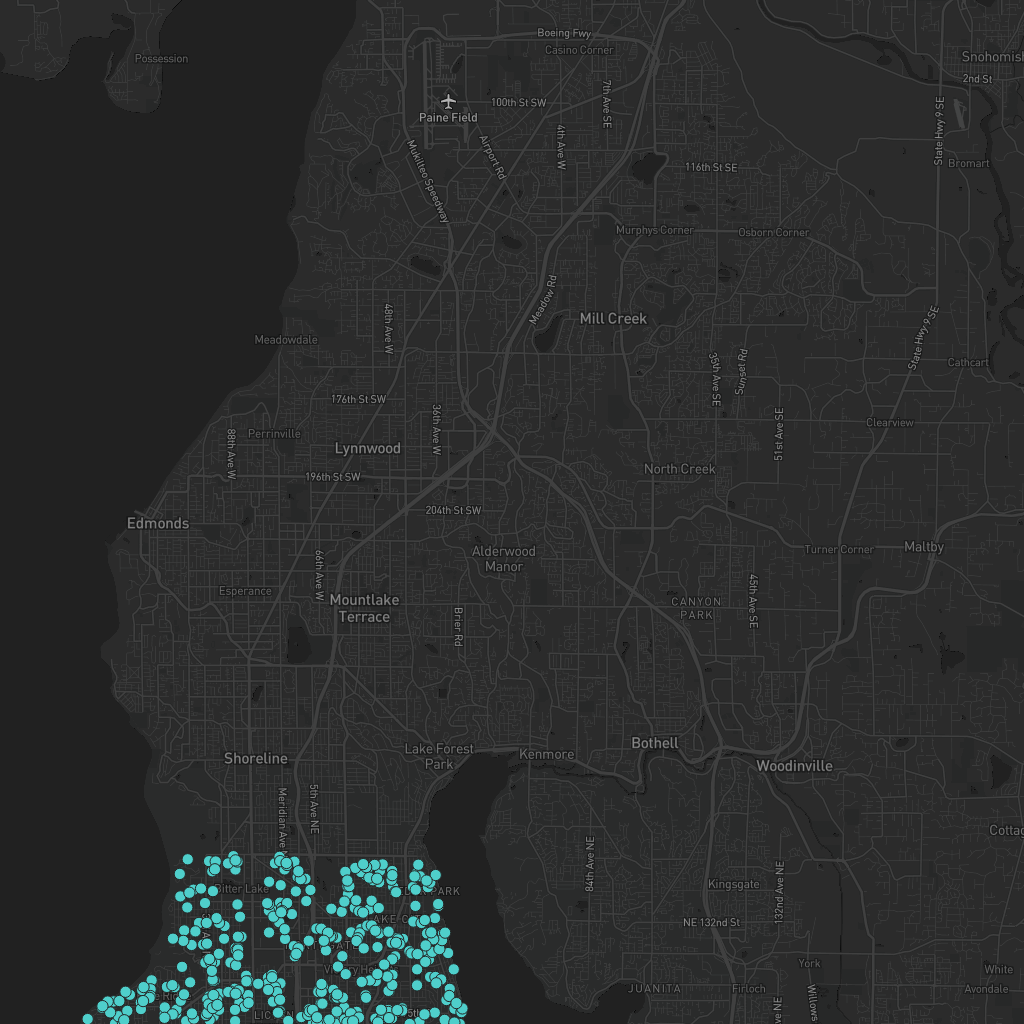 Boeing Fwy
Casino Corner
Possession
Snohomish
2nd St
7th Ave SE
100th St SW
Paine Field
State Hwy 9 SE
4th Ave W
Airport Rd
Mukilteo Speedway
116th St SE
Bromart
Murphys Corner
Osborn Corner
Meadow Rd
Mill Creek
48th Ave W
State Hwy 9 SE
Meadowdale
35th Ave SE
Sunset Rd
Cathcart
176th St SW
36th Ave W
51st Ave SE
Clearview
88th Ave W
Perrinville
Lynnwood
North Creek
196th St SW
204th St SW
Edmonds
Alderwood
Manor
Turner Corner
Maltby
66th Ave W
Esperance
Mountlake
Terrace
CANYON
PARK
45th Ave SE
Brier Rd
Shoreline
Lake Forest
Park
Kenmore
Bothell
Woodinville
Meridian Ave
5th Ave NE
84th Ave NE
Cotta
Bitter Lake
PARK
Kingsgate
132nd Ave NE
NE 132nd St
York
White
JUANITA
Firloch
Avondale
Willows
ve NE